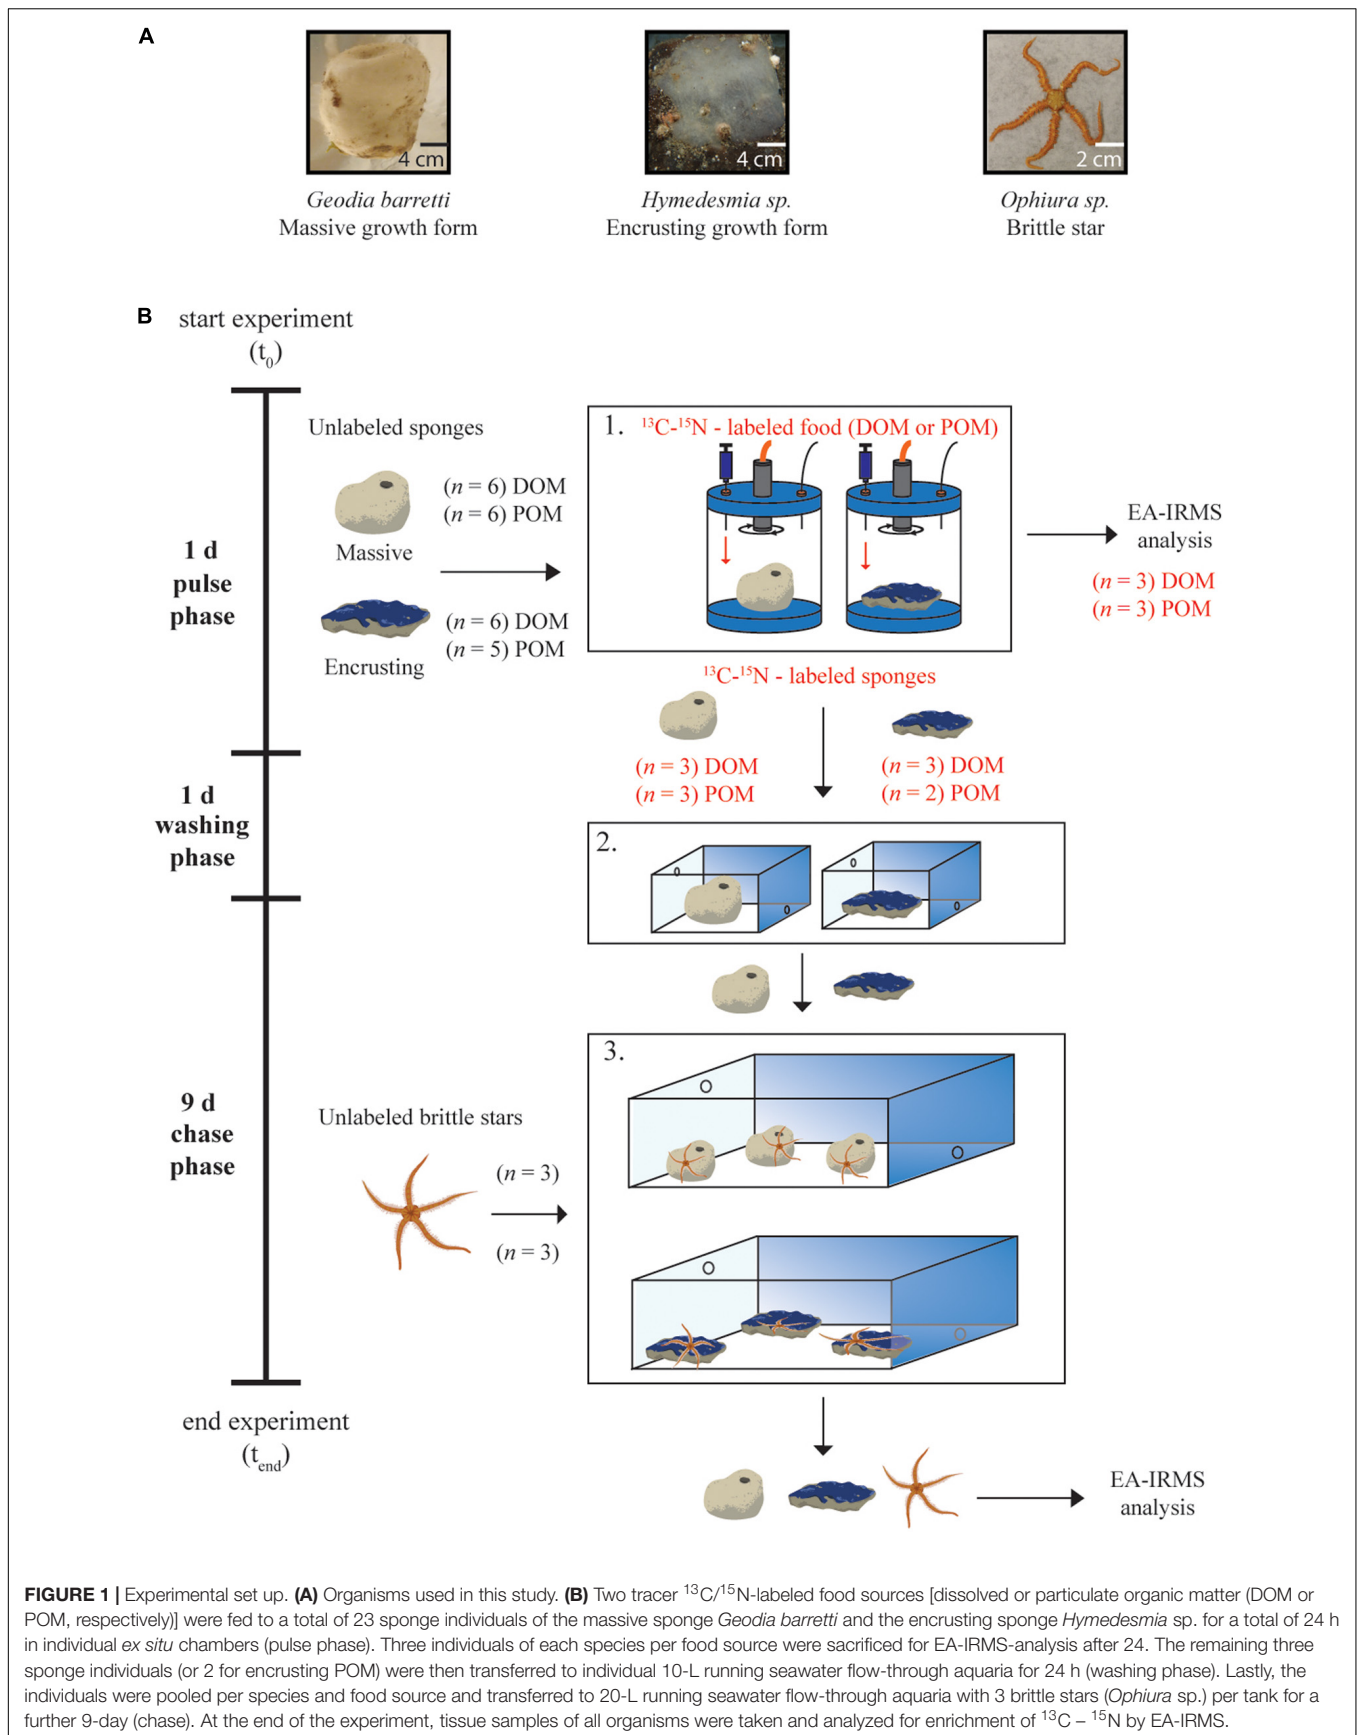 A
4 cm
4 cm
2 cm
Geodia barretti
Massive growth form
Hymedesmia sp.
Encrusting growth form
Ophiura sp.
Brittle star
B
start experiment
(t0)
1 d
pulse
phase
Unlabeled sponges
(n = 6) DOM
(n = 6) POM
Massive
(n = 6) DOM
(n = 5) POM
Encrusting
1. 13C-15N - labeled food (DOM or POM)
EA-IRMS
analysis
(n = 3) DOM
(n = 3) POM
13C-15N - labeled sponges
(n = 3) DOM
(n = 3) POM
(n = 3) DOM
(n = 2) POM
1 d
washing
phase
2.
9 d
chase
phase
Unlabeled brittle stars
(n = 3)
(n = 3)
3.
end experiment
(tend)
EA-IRMS
analysis
FIGURE 1 | Experimental set up. (A) Organisms used in this study. (B) Two tracer 13C/15N-labeled food sources [dissolved or particulate organic matter (DOM or
POM, respectively)] were fed to a total of 23 sponge individuals of the massive sponge Geodia barretti and the encrusting sponge Hymedesmia sp. for a total of 24 h
in individual ex situ chambers (pulse phase). Three individuals of each species per food source were sacrificed for EA-IRMS-analysis after 24. The remaining three
sponge individuals (or 2 for encrusting POM) were then transferred to individual 10-L running seawater flow-through aquaria for 24 h (washing phase). Lastly, the
individuals were pooled per species and food source and transferred to 20-L running seawater flow-through aquaria with 3 brittle stars (Ophiura sp.) per tank for a
further 9-day (chase). At the end of the experiment, tissue samples of all organisms were taken and analyzed for enrichment of 13C – 15N by EA-IRMS.